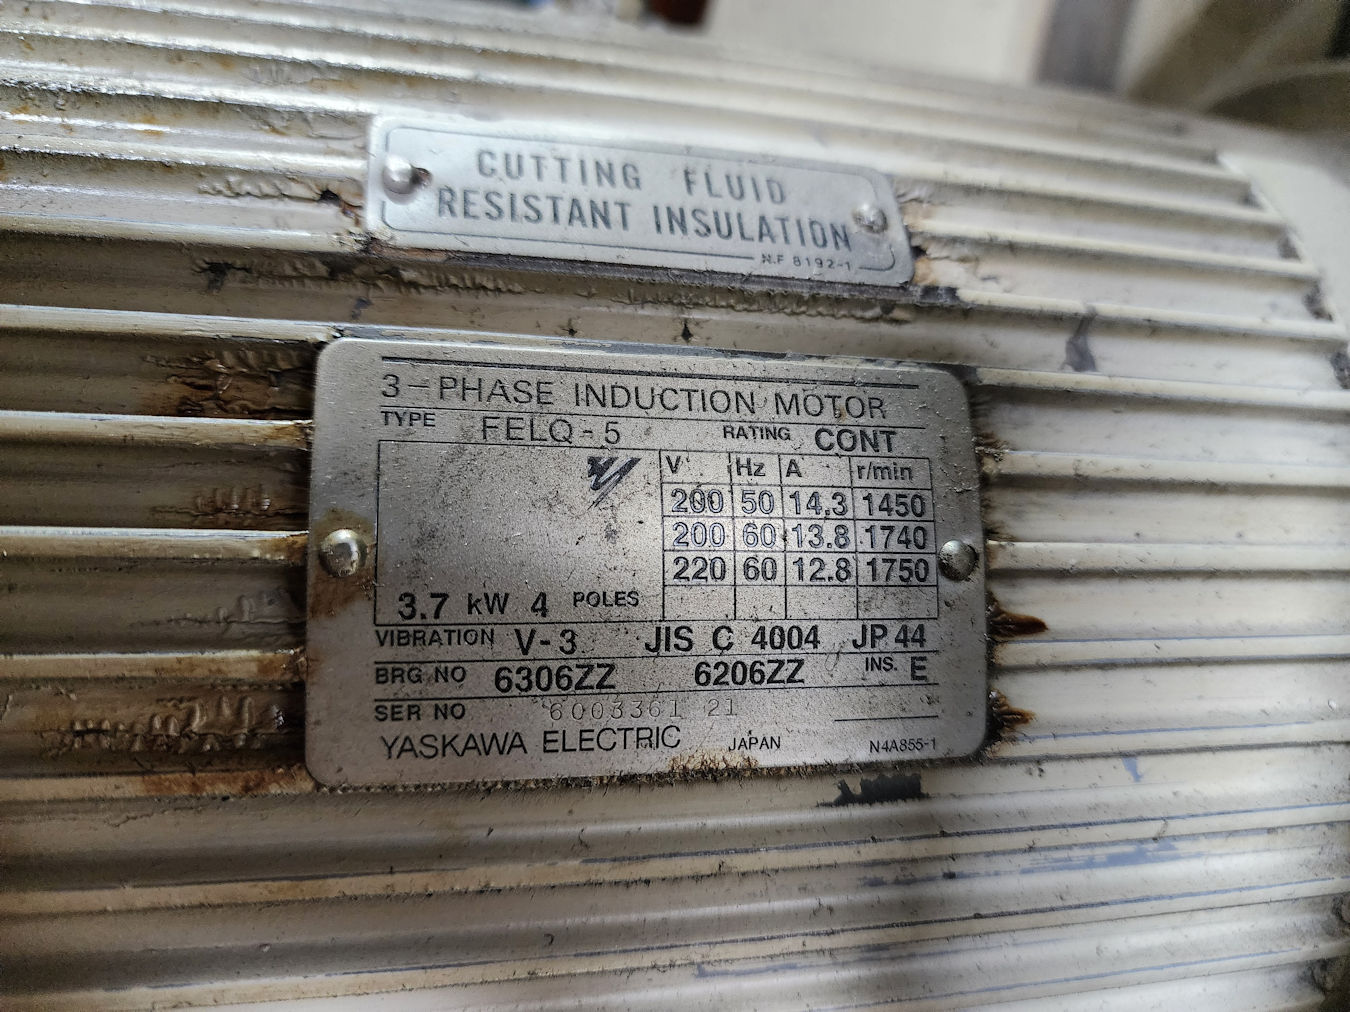 CUTTING FLUID
RESISTANT INSULATION
N.F 8192-1
3-PHASE INDUCTION MOTOR
TYPE FELQ-5 RATING CONT
V Hz A r/min
200 50 14.3 1450
200 60 13.8 1740
220 60 12.8 1750
3.7 kW 4 POLES
VIBRATION V-3 JIS C 4004 JP 44
BRG NO 6306ZZ 6206ZZ INS. E
SER NO 6003361 21
YASKAWA ELECTRIC JAPAN N4A855-1